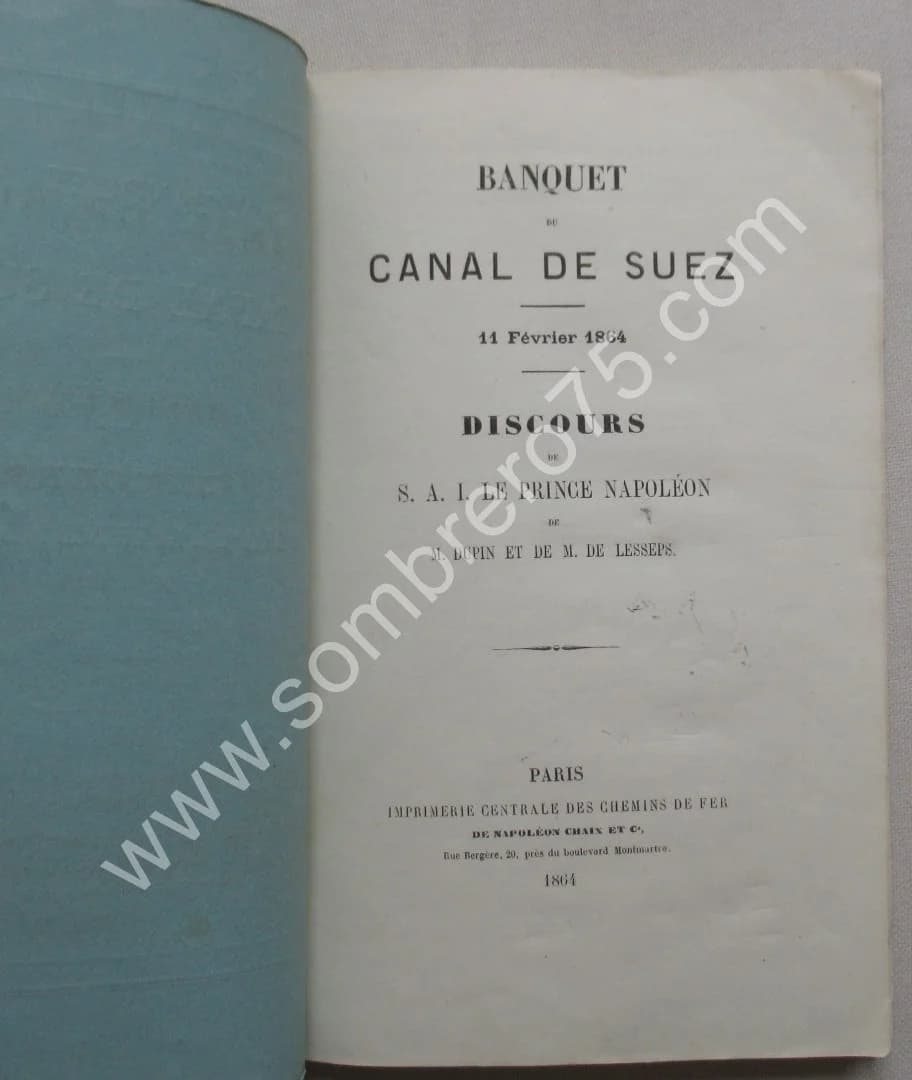 BANQUET
DU
CANAL DE SUEZ
11 Février 1864
DISCOURS
DE
S. A. I. LE PRINCE NAPOLÉON
DE
M. DUPIN ET DE M. DE LESSEPS.
PARIS
IMPRIMERIE CENTRALE DES CHEMINS DE FER
DE NAPOLÉON CHAIX ET Cᵉ,
Rue Bergère, 20, près du boulevard Montmartre.
1864
www.sombrero75.com